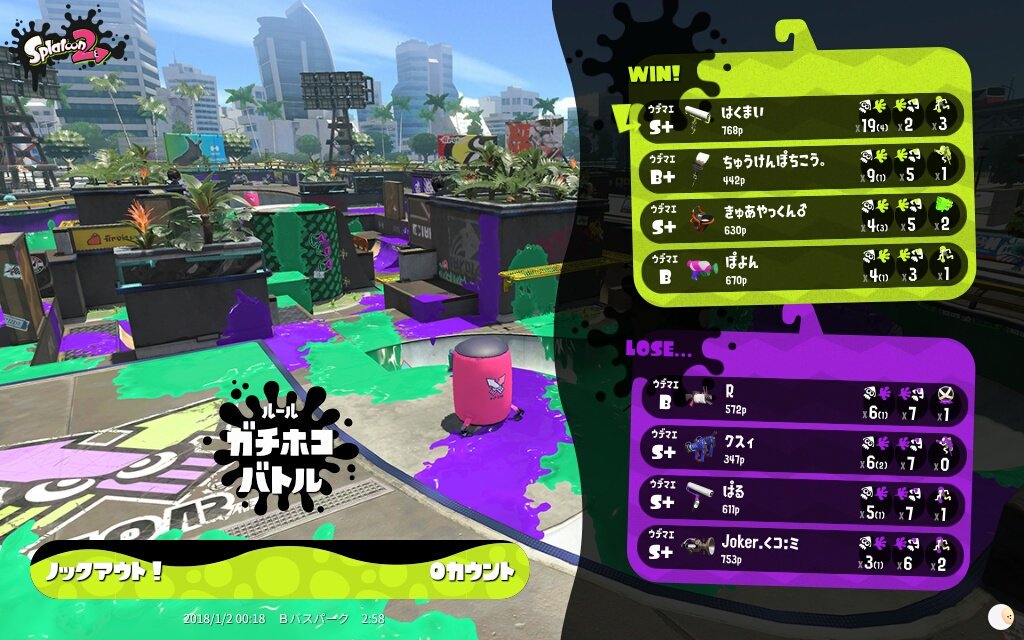 Splatoon 2
WIN!
ウデマエ
S+
はくまい
768p
x19(4) x2 x3
ウデマエ
B+
ちゅうけんぽちこう。
442p
x9(1) x5 x1
ウデマエ
S+
きゅあやっくん♂
630p
x4(3) x5 x2
ウデマエ
B
ぽよん
670p
x4(1) x3 x1
LOSE...
ウデマエ
B
R
572p
x6(1) x7 x1
ウデマエ
S+
クスィ
347p
x6(2) x7 x0
ウデマエ
S+
ぱる
611p
x5(1) x7 x1
ウデマエ
S+
Joker.くコ:ミ
753p
x3(1) x6 x2
ルール
ガチホコ
バトル
ノックアウト! 0カウント
2018/1/2 00:18 Bバスパーク 2:58